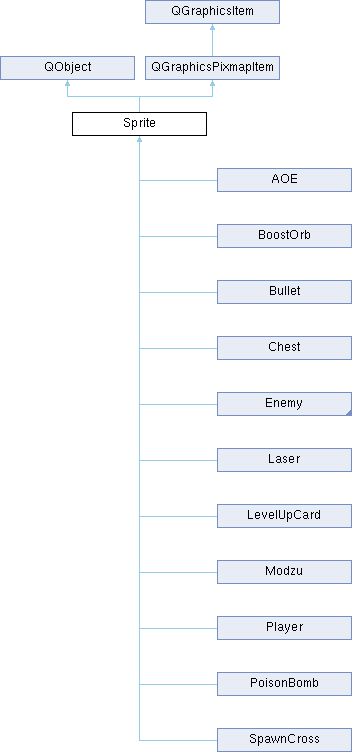 QGraphicsItem
QObject
QGraphicsPixmapItem
Sprite
AOE
BoostOrb
Bullet
Chest
Enemy
Laser
LevelUpCard
Modzu
Player
PoisonBomb
SpawnCross